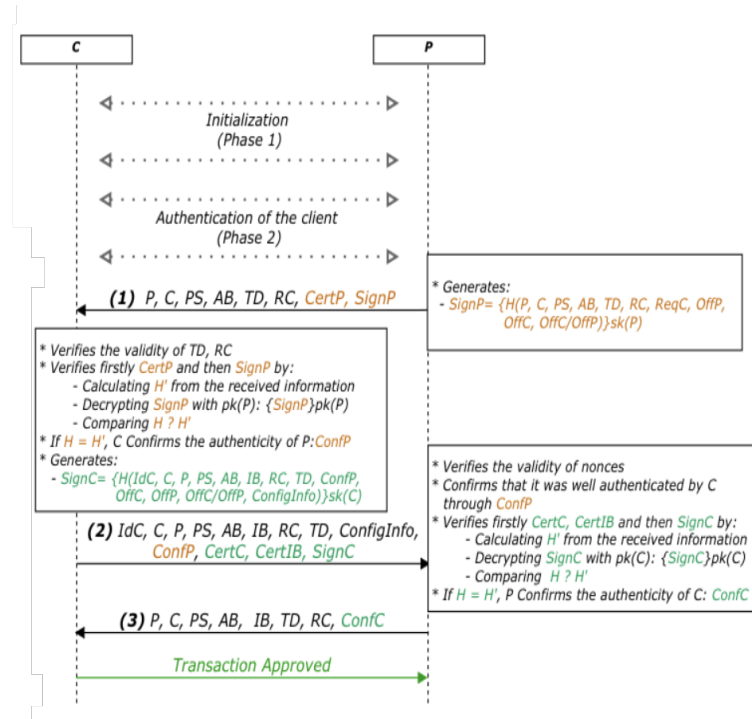 C
P
Initialization
(Phase 1)
Authentication of the client
(Phase 2)
* Generates:
- SignP= {H(P, C, PS, AB, TD, RC, ReqC, OffP,
OffC, OffC/OffP)}sk(P)
(1) P, C, PS, AB, TD, RC, CertP, SignP
* Verifies the validity of TD, RC
* Verifies firstly CertP and then SignP by:
- Calculating H' from the received information
- Decrypting SignP with pk(P): {SignP}pk(P)
- Comparing H ? H'
* If H = H', C Confirms the authenticity of P:ConfP
* Generates:
- SignC= {H(IdC, C, P, PS, AB, IB, RC, TD, ConfP,
OffC, OffP, OffC/OffP, ConfigInfo)}sk(C)
(2) IdC, C, P, PS, AB, IB, RC, TD, ConfigInfo,
ConfP, CertC, CertIB, SignC
* Verifies the validity of nonces
* Confirms that it was well authenticated by C
through ConfP
* Verifies firstly CertC, CertIB and then SignC by:
- Calculating H' from the received information
- Decrypting SignC with pk(C): {SignC}pk(C)
- Comparing H ? H'
* If H = H', P Confirms the authenticity of C: ConfC
(3) P, C, PS, AB, IB, TD, RC, ConfC
Transaction Approved